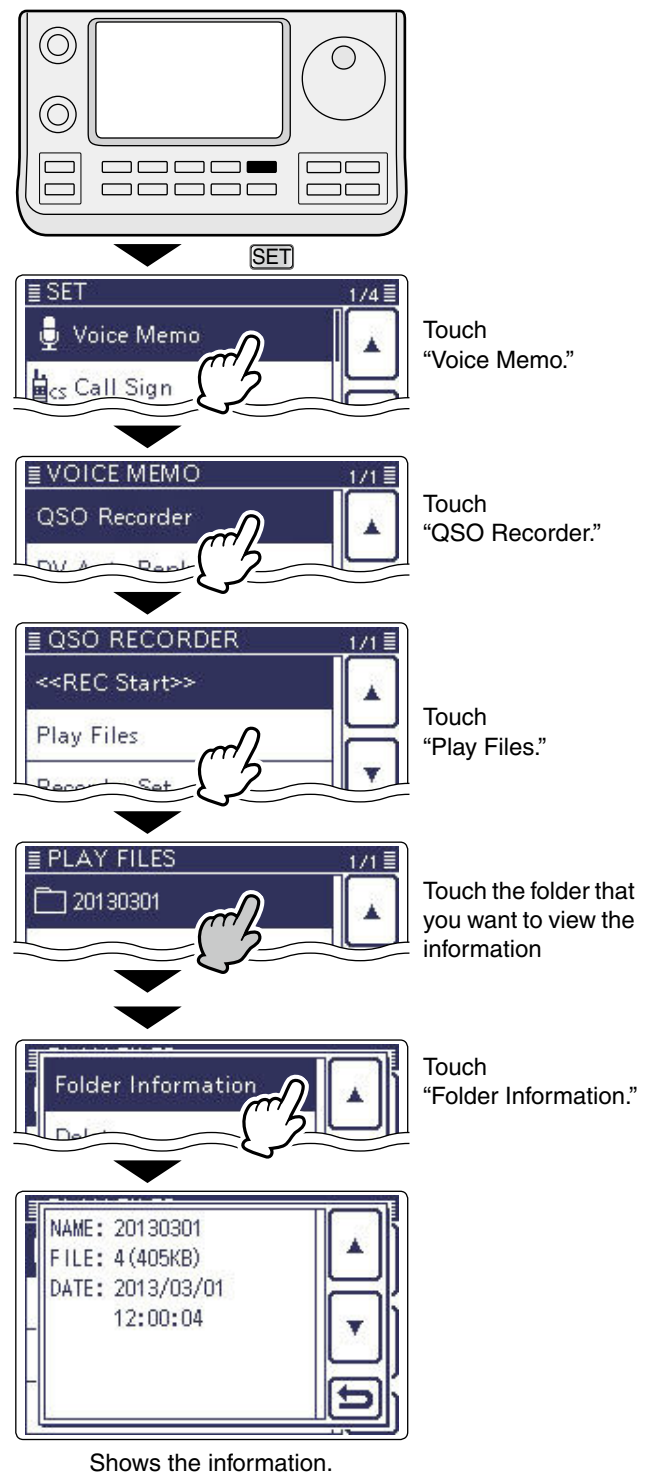 SET
SET 1/4
Voice Memo
Touch
“Voice Memo.”
CS Call Sign
VOICE MEMO 1/1
QSO Recorder
Touch
“QSO Recorder.”
QSO RECORDER 1/1
<<REC Start>>
Play Files
Touch
“Play Files.”
Set
PLAY FILES 1/1
20130301
Touch the folder that
you want to view the
information
Folder Information
Touch
“Folder Information.”
NAME: 20130301
FILE: 4(405KB)
DATE: 2013/03/01
12:00:04
Shows the information.